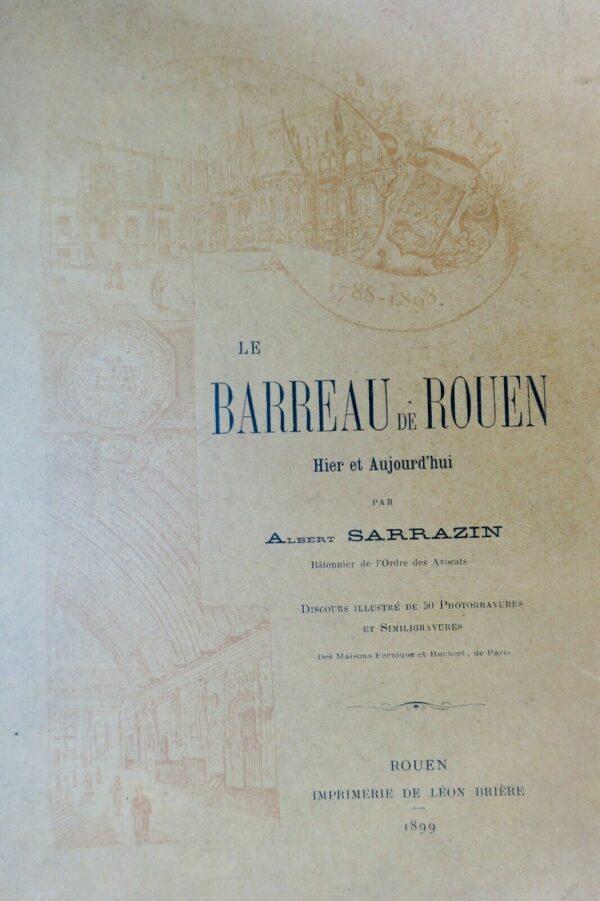 1788-1898
LE
BARREAU DE ROUEN
Hier et Aujourd'hui
PAR
ALBERT SARRAZIN
Bâtonnier de l'Ordre des Avocats
DISCOURS ILLUSTRÉ DE 50 PHOTOGRAVURES
ET SIMILIGRAVURES
Des Maisons Fernique et Ruckert, de Paris
ROUEN
IMPRIMERIE DE LÉON BRIÈRE
1899